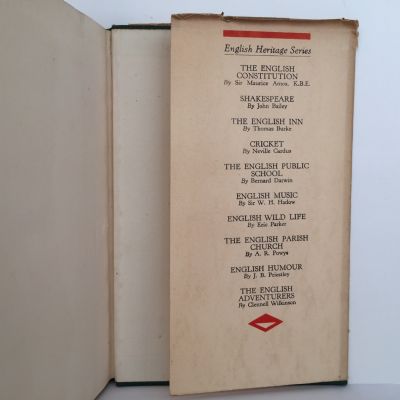 English Heritage Series
THE ENGLISH
CONSTITUTION
By Sir Maurice Amos, K.B.E.
SHAKESPEARE
By John Bailey
THE ENGLISH INN
By Thomas Burke
CRICKET
By Neville Cardus
THE ENGLISH PUBLIC
SCHOOL
By Bernard Darwin
ENGLISH MUSIC
By Sir W. H. Hadow
ENGLISH WILD LIFE
By Eric Parker
THE ENGLISH PARISH
CHURCH
By A. R. Powys
ENGLISH HUMOUR
By J. B. Priestley
THE ENGLISH
ADVENTURERS
By Clennell Wilkinson